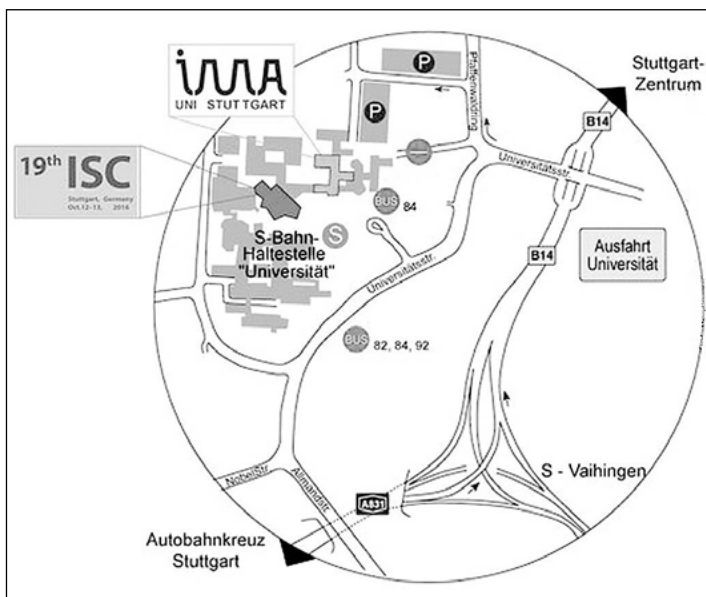 ima
UNI STUTTGART
19th ISC
Stuttgart, Germany
Oct.12-13, 2016
P
P
Pfaffenwaldring
Stuttgart-
Zentrum
B14
Universitätsstr.
BUS 84
S-Bahn-
Haltestelle
"Universität"
S
B14
Ausfahrt
Universität
Universitätsstr.
BUS 82, 84, 92
S - Vaihingen
Nobelstr
Allmandstr
A831
Autobahnkreuz
Stuttgart